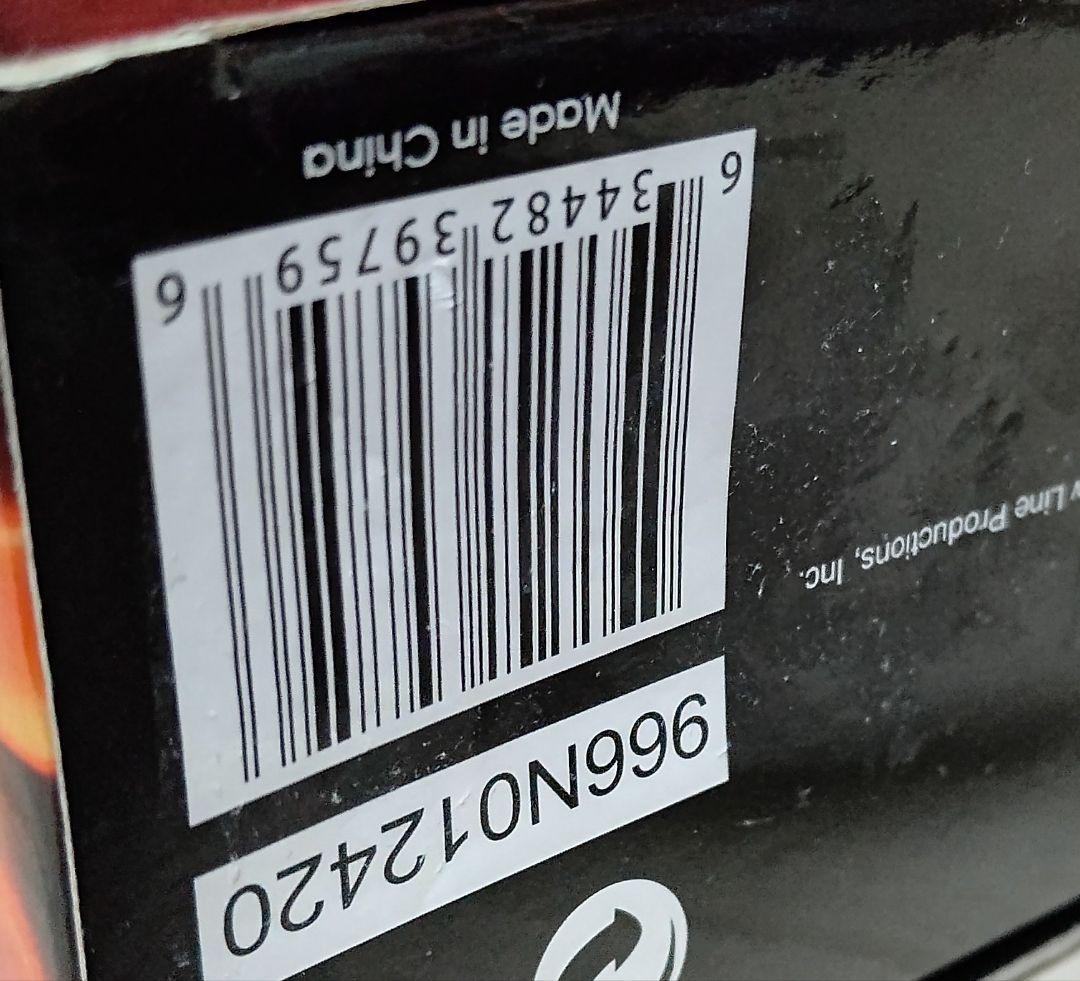 966N012420
Line Productions, Inc.
6 34482 39759 6
Made in China